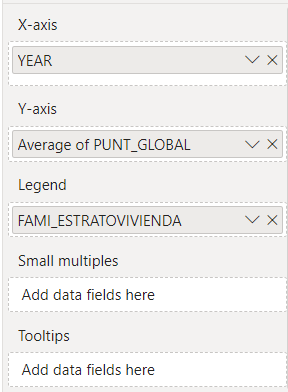 X-axis
YEAR
Y-axis
Average of PUNT_GLOBAL
Legend
FAMI_ESTRATOVIVIENDA
Small multiples
Add data fields here
Tooltips
Add data fields here